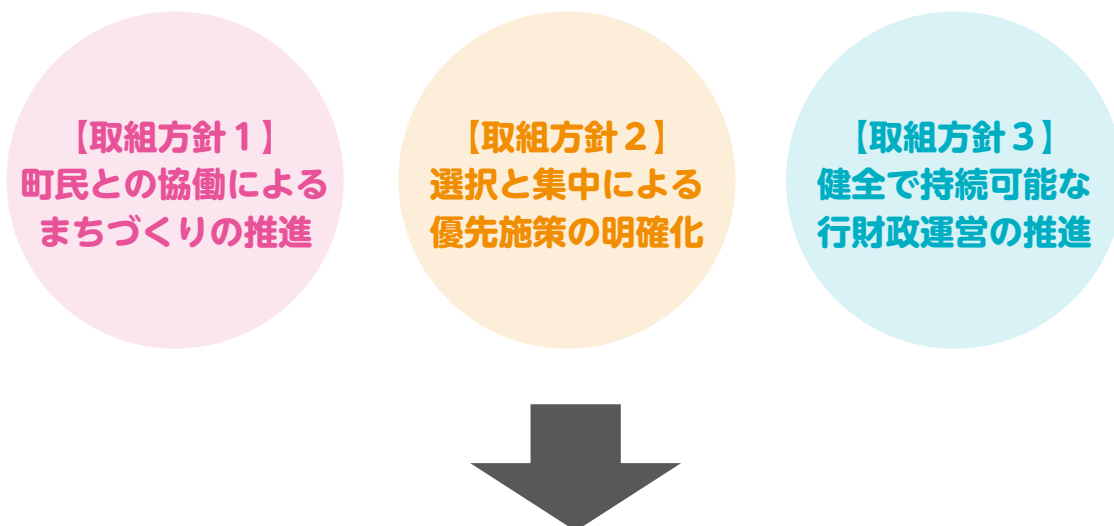 【取組方針１】
町民との協働による
まちづくりの推進
【取組方針２】
選択と集中による
優先施策の明確化
【取組方針３】
健全で持続可能な
行財政運営の推進